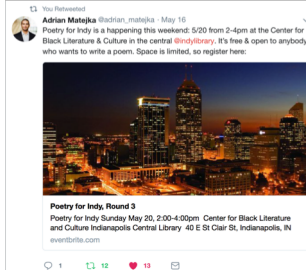 You Retweeted
Adrian Matejka @adrian_matejka · May 16
Poetry for Indy is a happening this weekend: 5/20 from 2-4pm at the Center for
Black Literature & Culture in the central @indylibrary. It's free & open to anybody
who wants to write a poem. Space is limited, so register here:
Poetry for Indy, Round 3
Poetry for Indy Sunday May 20, 2:00-4:00pm Center for Black Literature
and Culture Indianapolis Central Library 40 E St Clair St, Indianapolis, IN
eventbrite.com
1 12 13